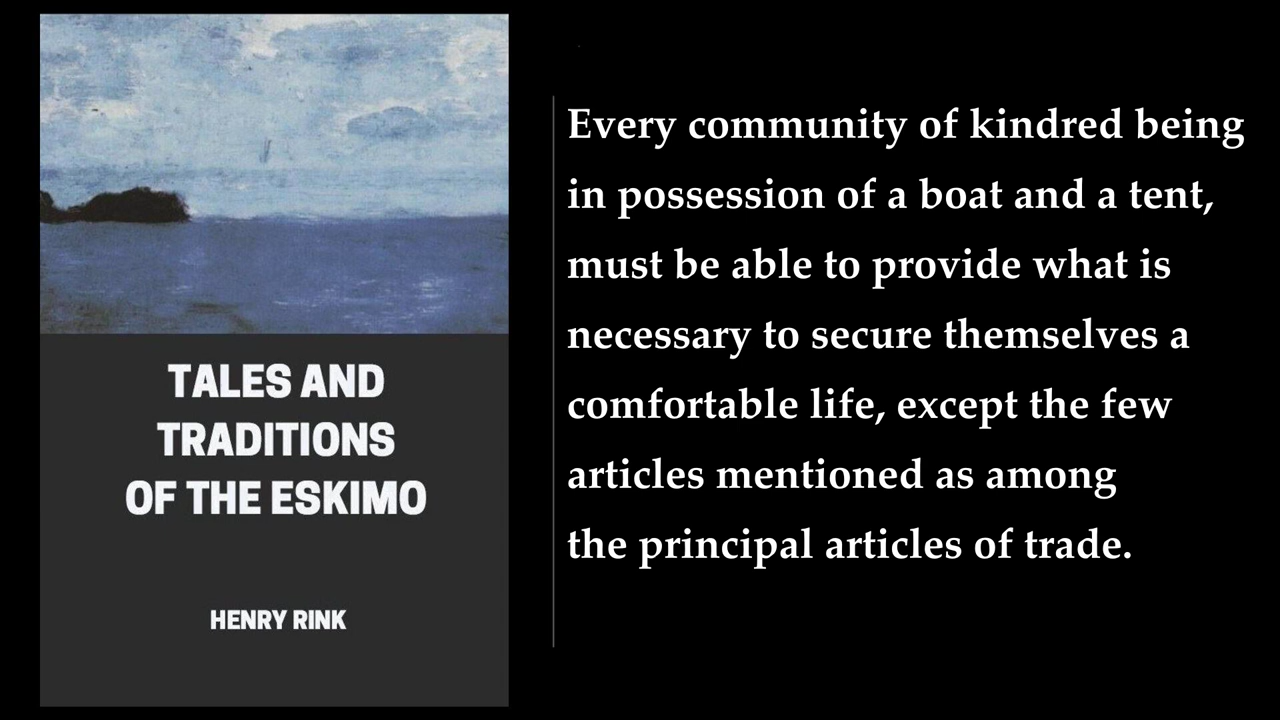 TALES AND
TRADITIONS
OF THE ESKIMO
HENRY RINK
Every community of kindred being
in possession of a boat and a tent,
must be able to provide what is
necessary to secure themselves a
comfortable life, except the few
articles mentioned as among
the principal articles of trade.